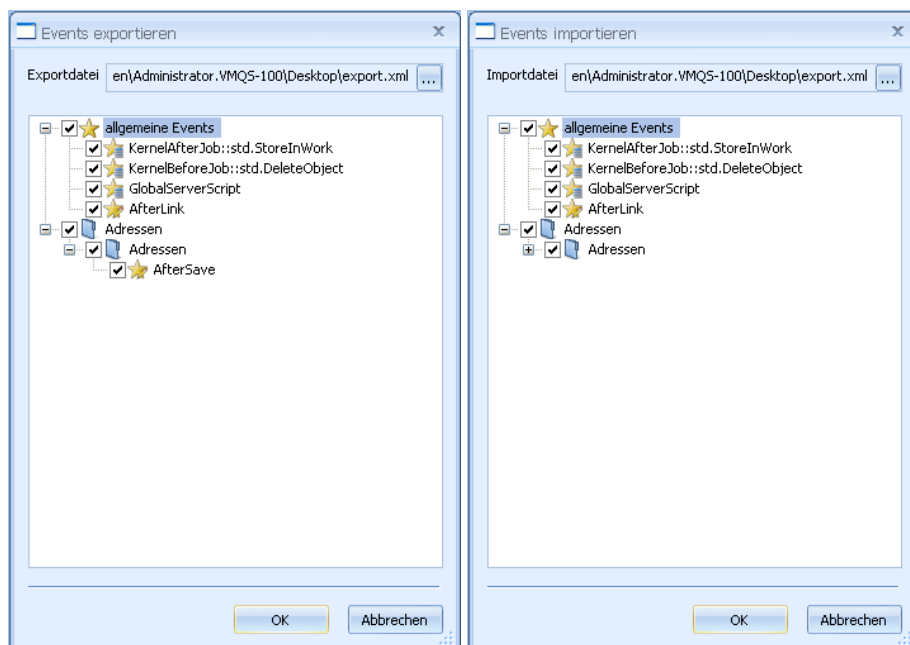 Events exportieren
Exportdatei en\Administrator.VMQS-100\Desktop\export.xml ...
allgemeine Events
KernelAfterJob::std.StoreInWork
KernelBeforeJob::std.DeleteObject
GlobalServerScript
AfterLink
Adressen
Adressen
AfterSave
OK Abbrechen
Events importieren
Importdatei en\Administrator.VMQS-100\Desktop\export.xml ...
allgemeine Events
KernelAfterJob::std.StoreInWork
KernelBeforeJob::std.DeleteObject
GlobalServerScript
AfterLink
Adressen
Adressen
OK Abbrechen